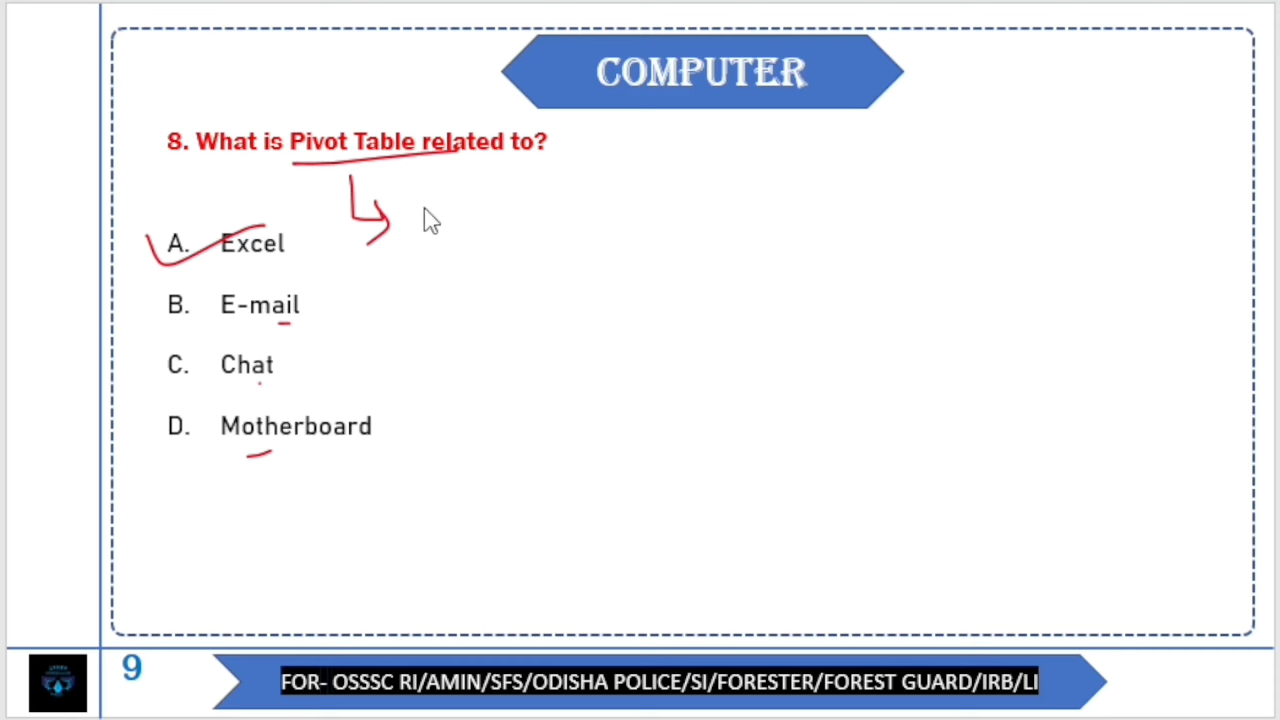 COMPUTER
8. What is Pivot Table related to?
A. Excel
B. E-mail
C. Chat
D. Motherboard
9
FOR- OSSSC RI/AMIN/SFS/ODISHA POLICE/SI/FORESTER/FOREST GUARD/IRB/LI